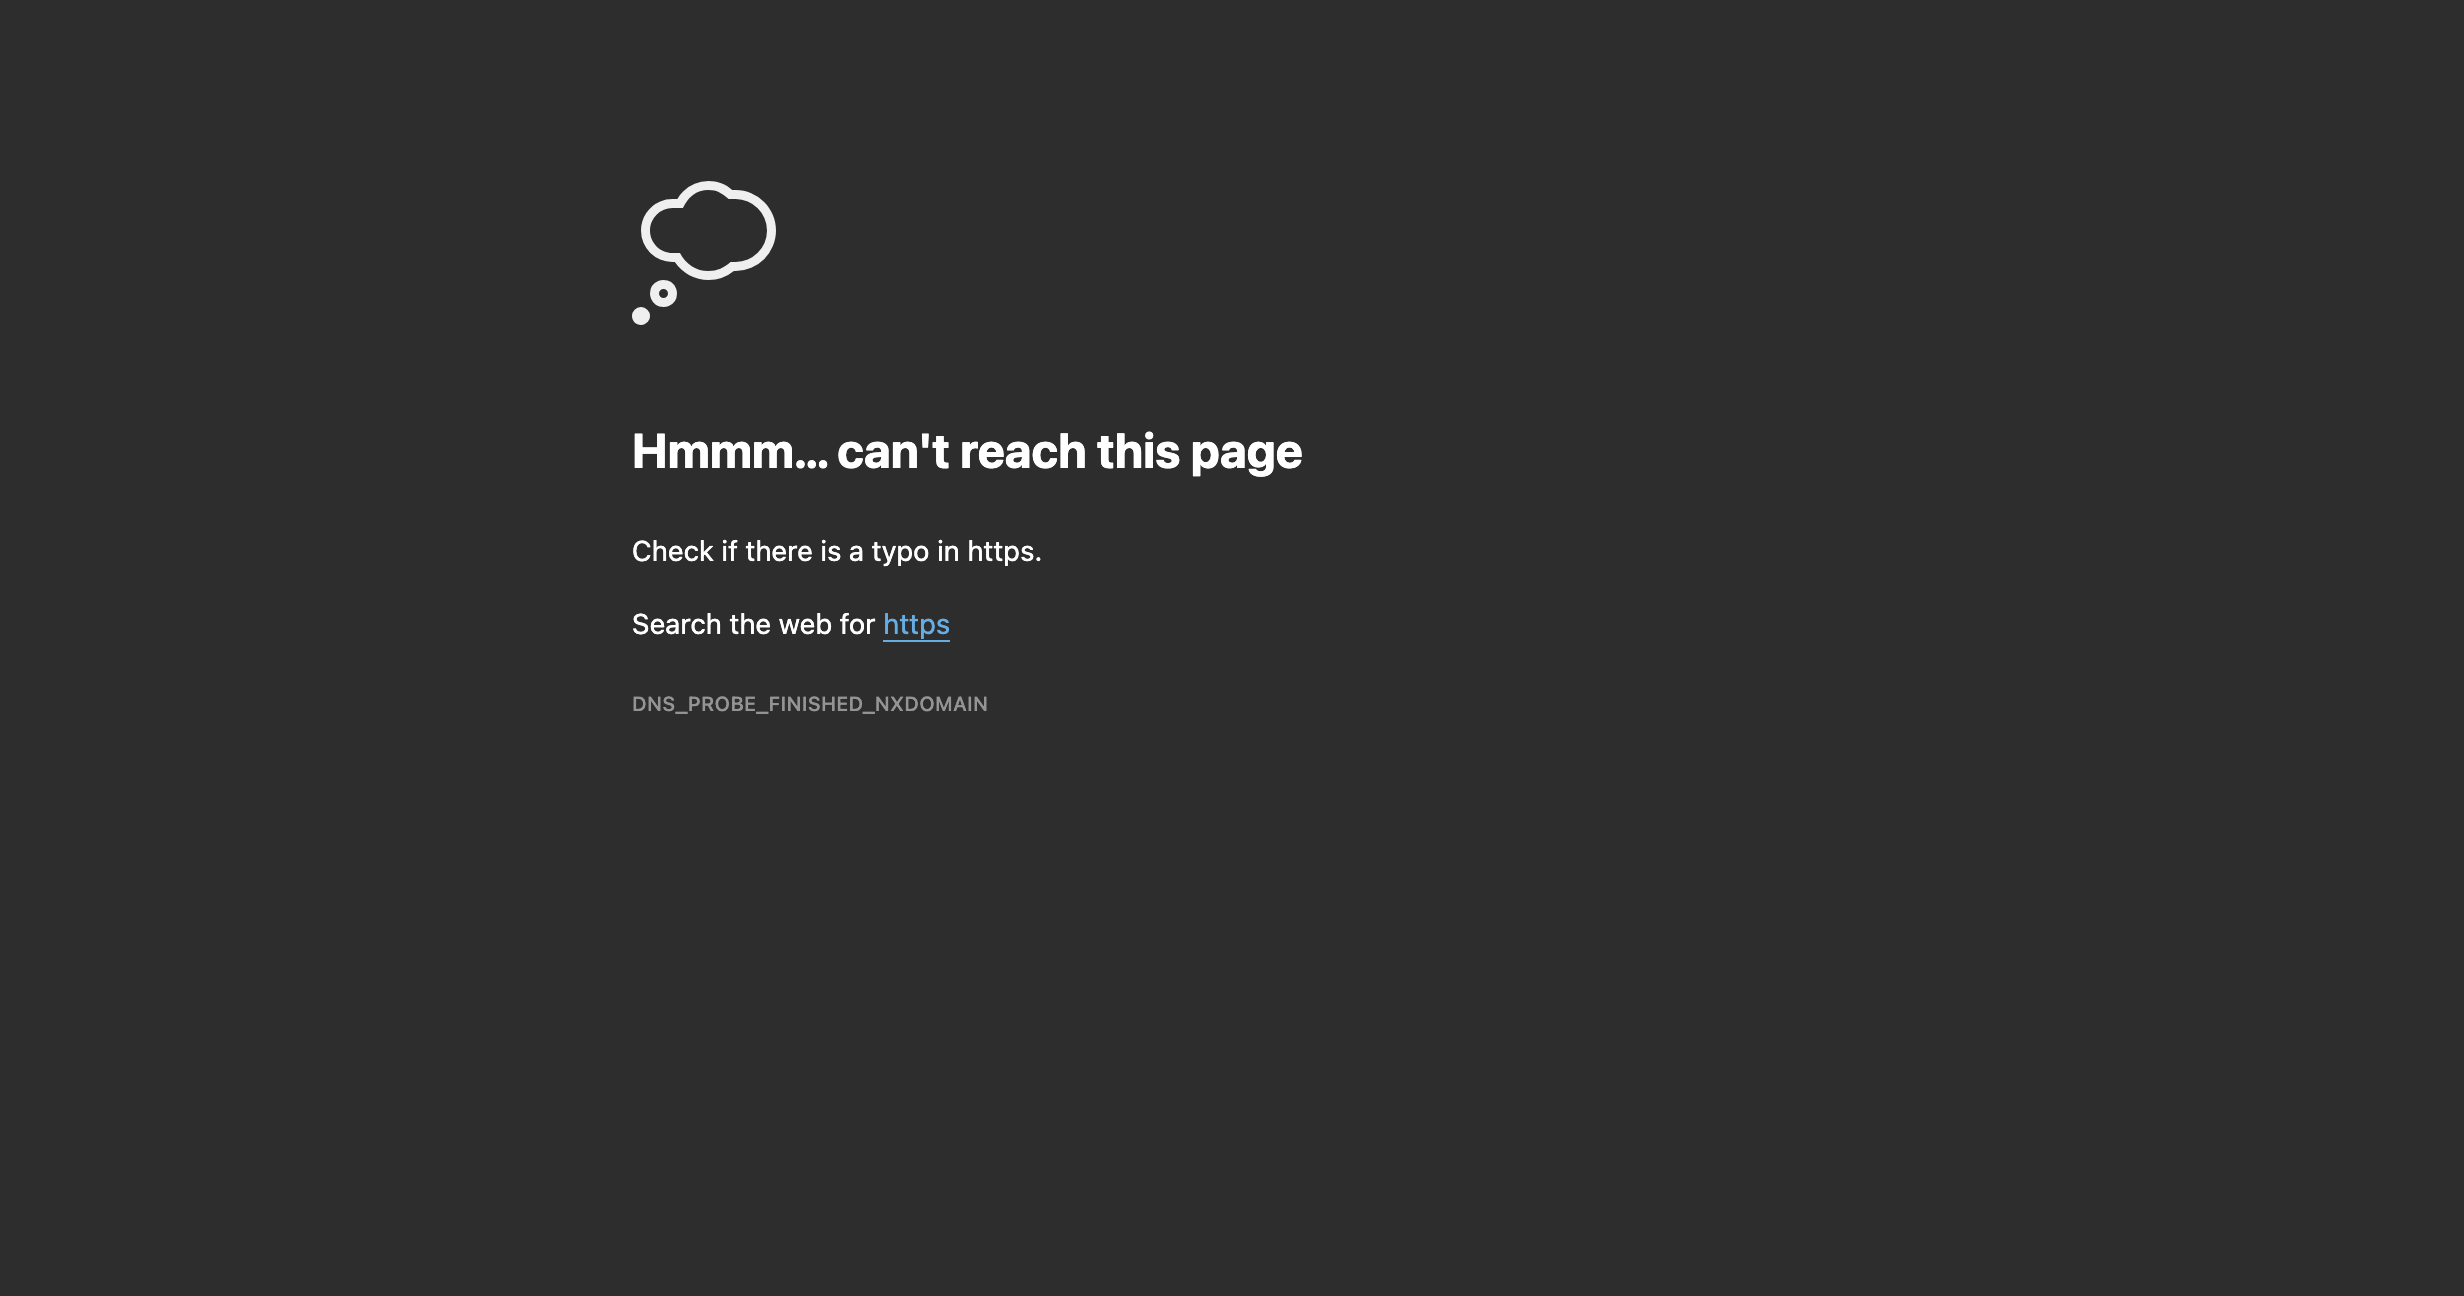 Hmmm... can't reach this page
Check if there is a typo in https.
Search the web for https
DNS_PROBE_FINISHED_NXDOMAIN